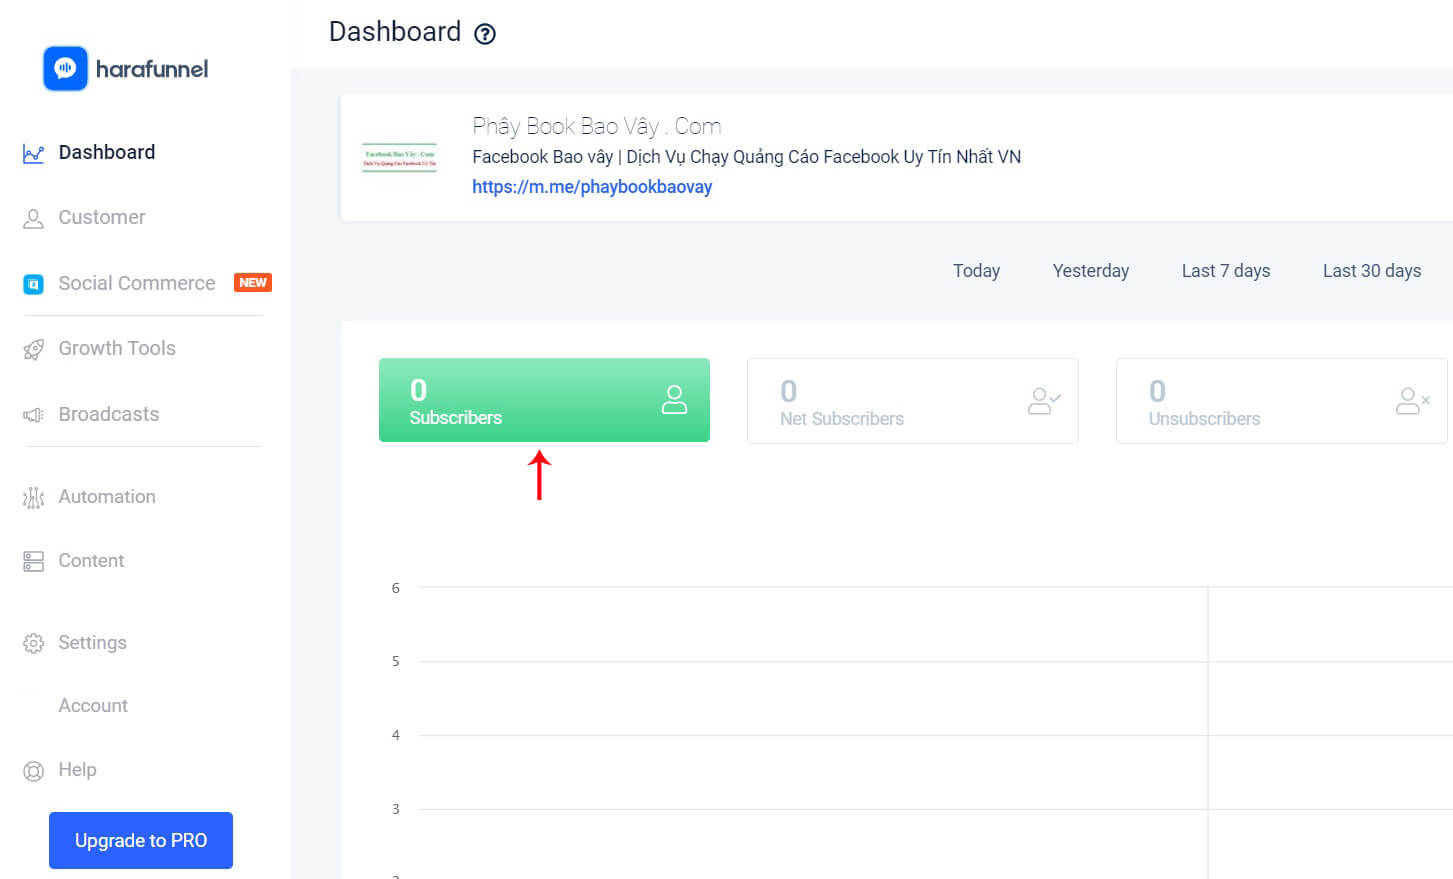 harafunnel
Dashboard
Customer
Social Commerce NEW
Growth Tools
Broadcasts
Automation
Content
Settings
Account
Help
Upgrade to PRO
Dashboard ?
Facebook Bao Vây . Com
Dịch Vụ Quảng Cáo Facebook Uy Tín
Phây Book Bao Vây . Com
Facebook Bao vây | Dịch Vụ Chạy Quảng Cáo Facebook Uy Tín Nhất VN
https://m.me/phaybookbaovay
Today Yesterday Last 7 days Last 30 days
0
Subscribers
0
Net Subscribers
0
Unsubscribers
6
5
4
3